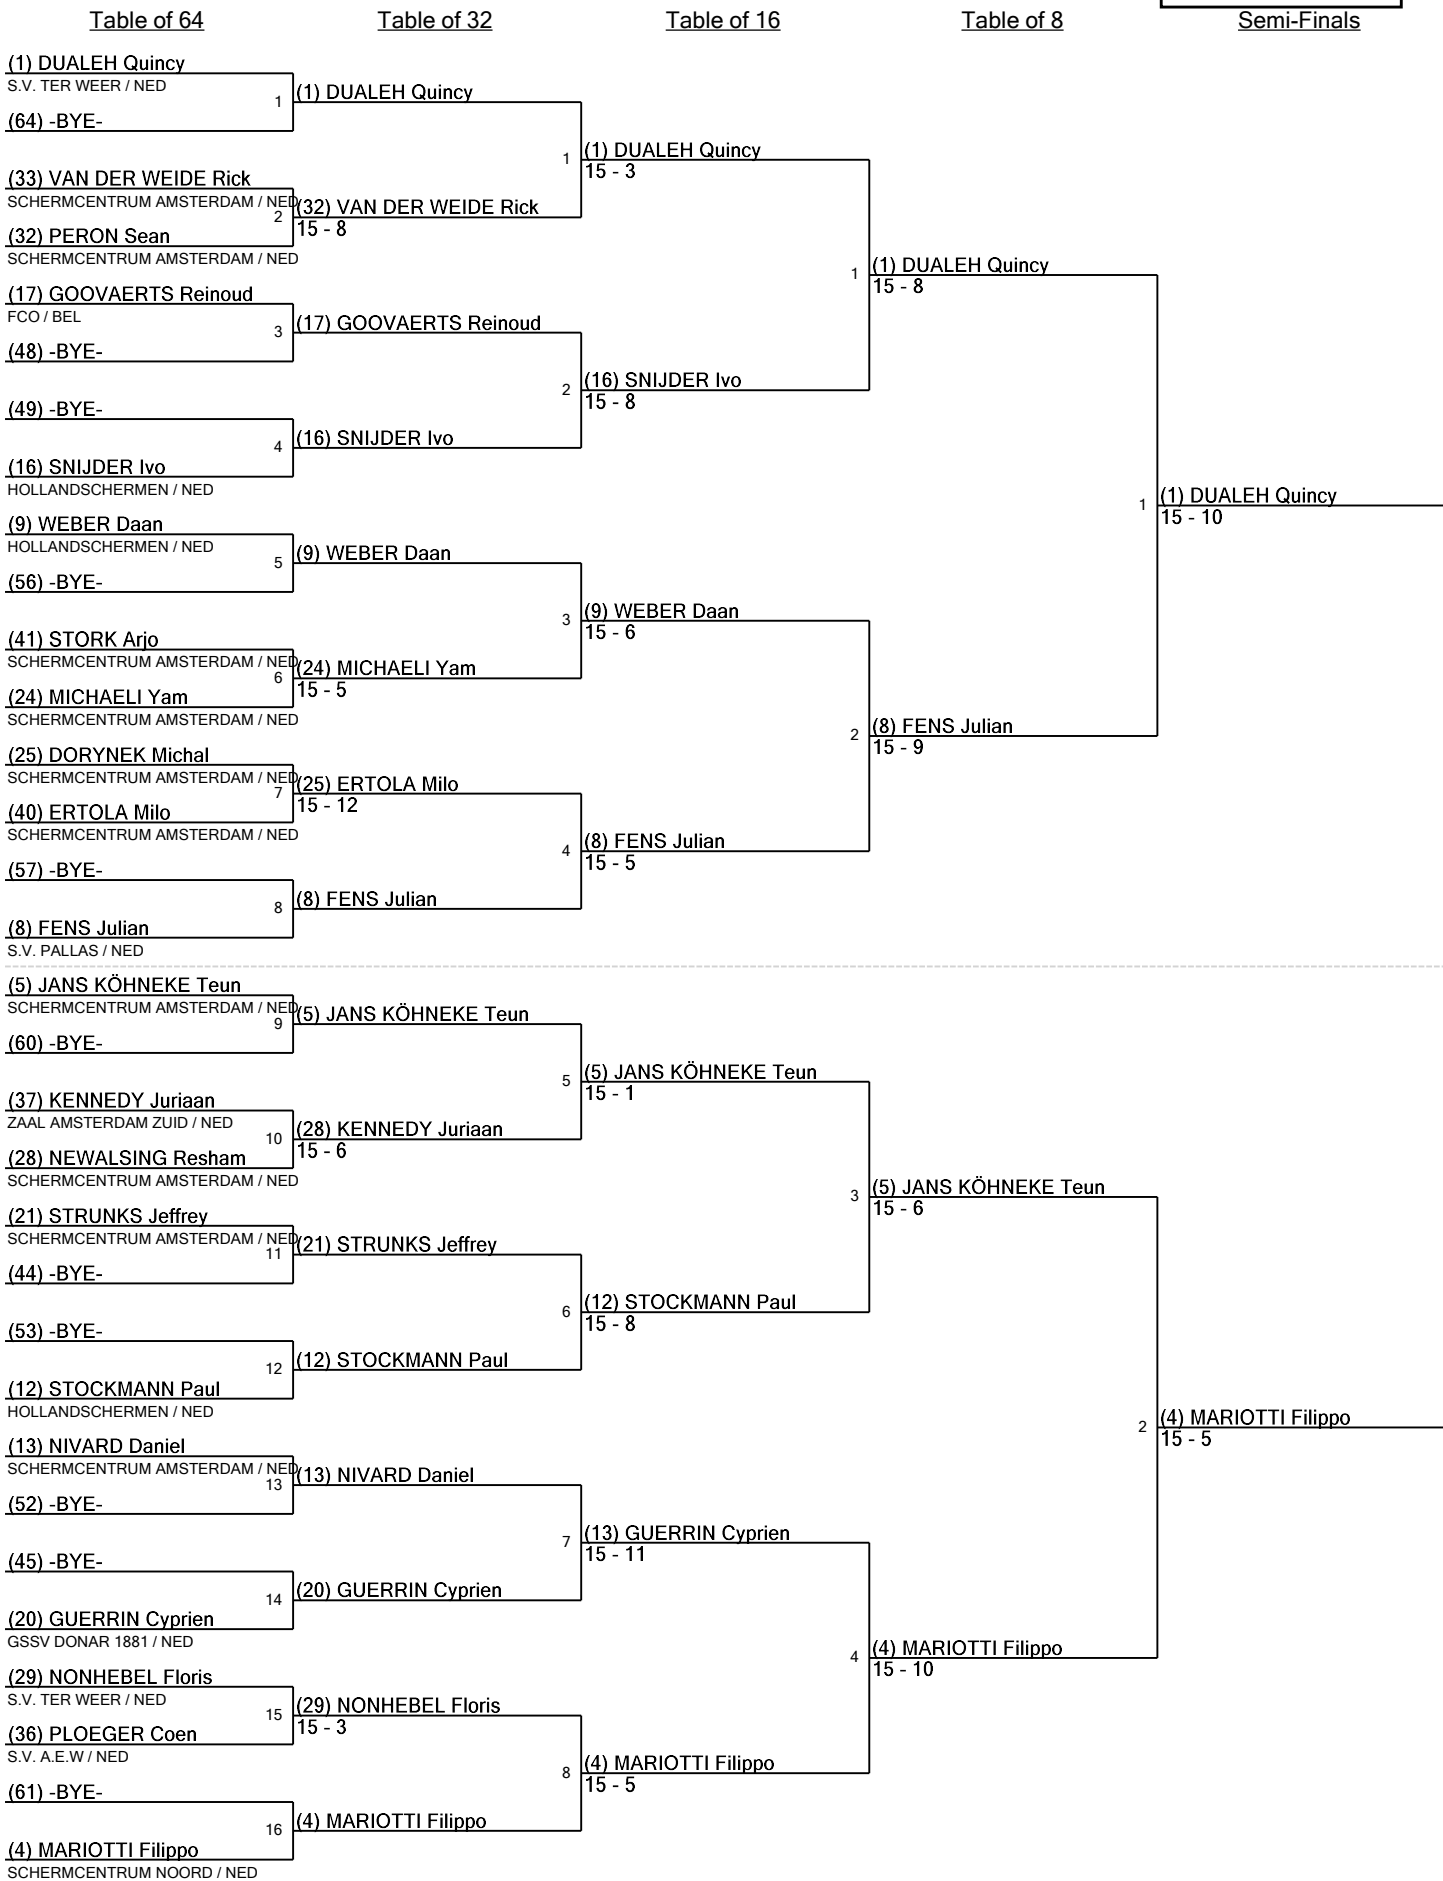 Table of 64
Table of 32
Table of 16
Table of 8
Semi-Finals
(1) DUALEH Quincy
S.V. TER WEER / NED
1
(64) -BYE-
(33) VAN DER WEIDE Rick
SCHERMCENTRUM AMSTERDAM / NED
2
(32) PERON Sean
SCHERMCENTRUM AMSTERDAM / NED
(17) GOOVAERTS Reinoud
FCO / BEL
3
(48) -BYE-
(49) -BYE-
4
(16) SNIJDER Ivo
HOLLANDSCHERMEN / NED
(9) WEBER Daan
HOLLANDSCHERMEN / NED
5
(56) -BYE-
(41) STORK Arjo
SCHERMCENTRUM AMSTERDAM / NED
6
(24) MICHAELI Yam
SCHERMCENTRUM AMSTERDAM / NED
(25) DORYNEK Michal
SCHERMCENTRUM AMSTERDAM / NED
7
(40) ERTOLA Milo
SCHERMCENTRUM AMSTERDAM / NED
(57) -BYE-
8
(8) FENS Julian
S.V. PALLAS / NED
(5) JANS KÖHNEKE Teun
SCHERMCENTRUM AMSTERDAM / NED
9
(60) -BYE-
(37) KENNEDY Juriaan
ZAAL AMSTERDAM ZUID / NED
10
(28) NEWALSING Resham
SCHERMCENTRUM AMSTERDAM / NED
(21) STRUNKS Jeffrey
SCHERMCENTRUM AMSTERDAM / NED
11
(44) -BYE-
(53) -BYE-
12
(12) STOCKMANN Paul
HOLLANDSCHERMEN / NED
(13) NIVARD Daniel
SCHERMCENTRUM AMSTERDAM / NED
13
(52) -BYE-
(45) -BYE-
14
(20) GUERRIN Cyprien
GSSV DONAR 1881 / NED
(29) NONHEBEL Floris
S.V. TER WEER / NED
15
(36) PLOEGER Coen
S.V. A.E.W / NED
(61) -BYE-
16
(4) MARIOTTI Filippo
SCHERMCENTRUM NOORD / NED
(1) DUALEH Quincy
1
(32) VAN DER WEIDE Rick
15 - 8
(17) GOOVAERTS Reinoud
2
(16) SNIJDER Ivo
(9) WEBER Daan
3
(24) MICHAELI Yam
15 - 5
(25) ERTOLA Milo
15 - 12
4
(8) FENS Julian
(5) JANS KÖHNEKE Teun
5
(28) KENNEDY Juriaan
15 - 6
(21) STRUNKS Jeffrey
6
(12) STOCKMANN Paul
(13) NIVARD Daniel
7
(20) GUERRIN Cyprien
(29) NONHEBEL Floris
15 - 3
8
(4) MARIOTTI Filippo
(1) DUALEH Quincy
15 - 3
1
(16) SNIJDER Ivo
15 - 8
(9) WEBER Daan
15 - 6
2
(8) FENS Julian
15 - 5
(5) JANS KÖHNEKE Teun
15 - 1
3
(12) STOCKMANN Paul
15 - 8
(13) GUERRIN Cyprien
15 - 11
4
(4) MARIOTTI Filippo
15 - 5
(1) DUALEH Quincy
15 - 8
1
(8) FENS Julian
15 - 9
(5) JANS KÖHNEKE Teun
15 - 6
2
(4) MARIOTTI Filippo
15 - 10
(1) DUALEH Quincy
15 - 10
(4) MARIOTTI Filippo
15 - 5